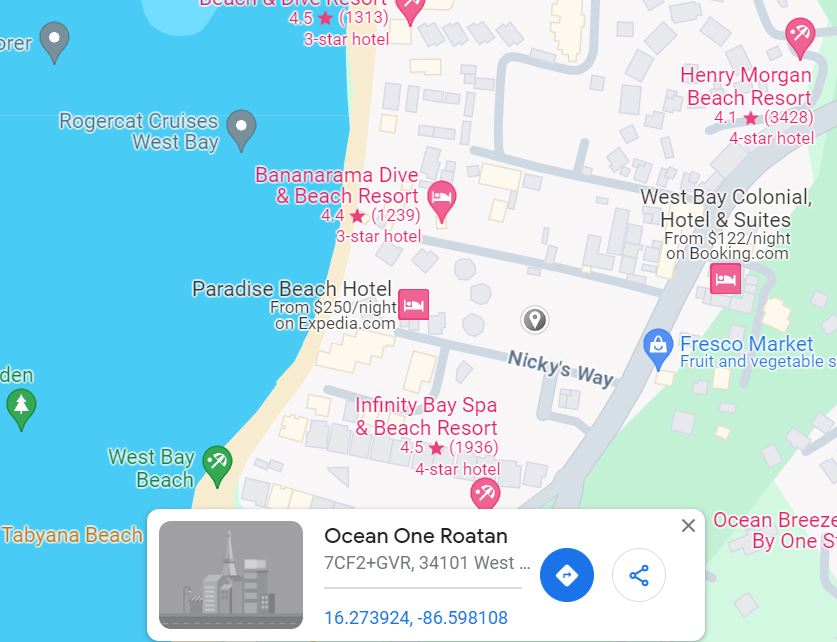 Beach & Dive Resort
4.5 ★ (1313)
3-star hotel
orer
Henry Morgan
Beach Resort
4.1 ★ (3428)
4-star hotel
Rogercat Cruises
West Bay
Bananarama Dive
& Beach Resort
4.4 ★ (1239)
3-star hotel
West Bay Colonial,
Hotel & Suites
From $122/night
on Booking.com
Paradise Beach Hotel
From $250/night
on Expedia.com
Fresco Market
Fruit and vegetable s
Nicky's Way
den
Infinity Bay Spa
& Beach Resort
4.5 ★ (1936)
4-star hotel
West Bay
Beach
Tabyana Beach
Ocean Breeze
By One St
Ocean One Roatan
7CF2+GVR, 34101 West ...
16.273924, -86.598108